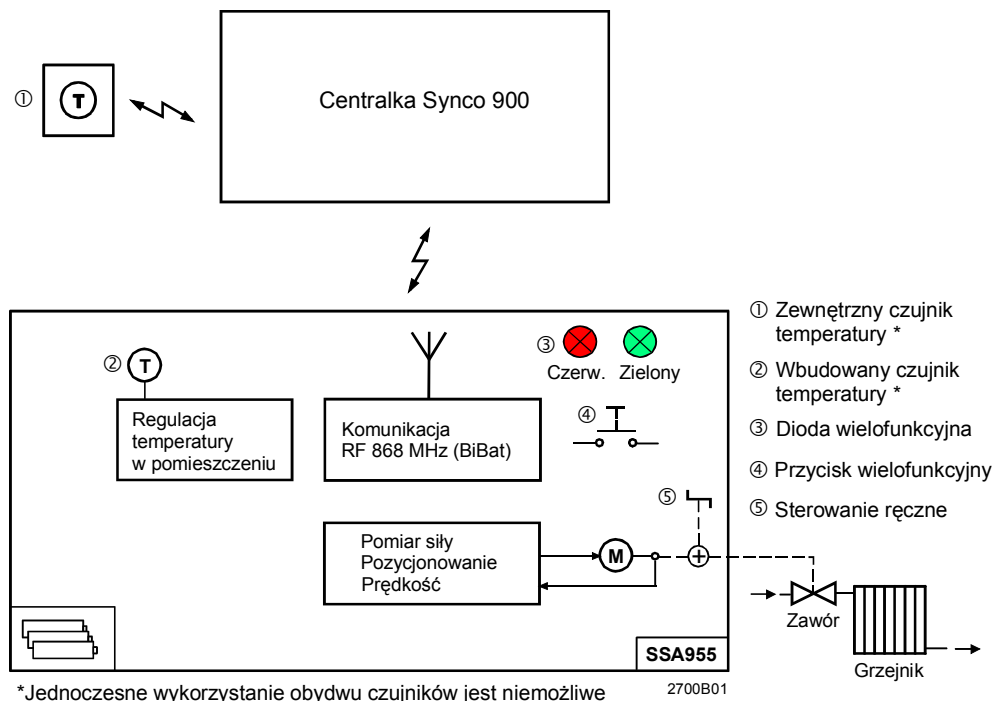 Centralka Synco 900
① T
① Zewnętrzny czujnik
temperatury *
② Wbudowany czujnik
temperatury *
③ Dioda wielofunkcyjna
④ Przycisk wielofunkcyjny
⑤ Sterowanie ręczne
② T
③
Czerw. Zielony
Regulacja
temperatury
w pomieszczeniu
Komunikacja
RF 868 MHz (BiBat)
④
⑤
Pomiar siły
Pozycjonowanie
Prędkość
M
Zawór
Grzejnik
SSA955
*Jednoczesne wykorzystanie obydwu czujników jest niemożliwe
2700B01